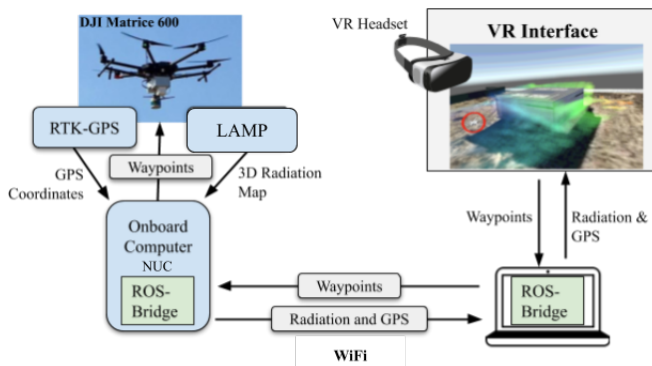 DJI Matrice 600
VR Headset
VR Interface
RTK-GPS
LAMP
Waypoints
GPS
Coordinates
3D Radiation
Map
Onboard
Computer
NUC
ROS-
Bridge
Waypoints
Radiation &
GPS
Waypoints
Radiation and GPS
WiFi
ROS-
Bridge